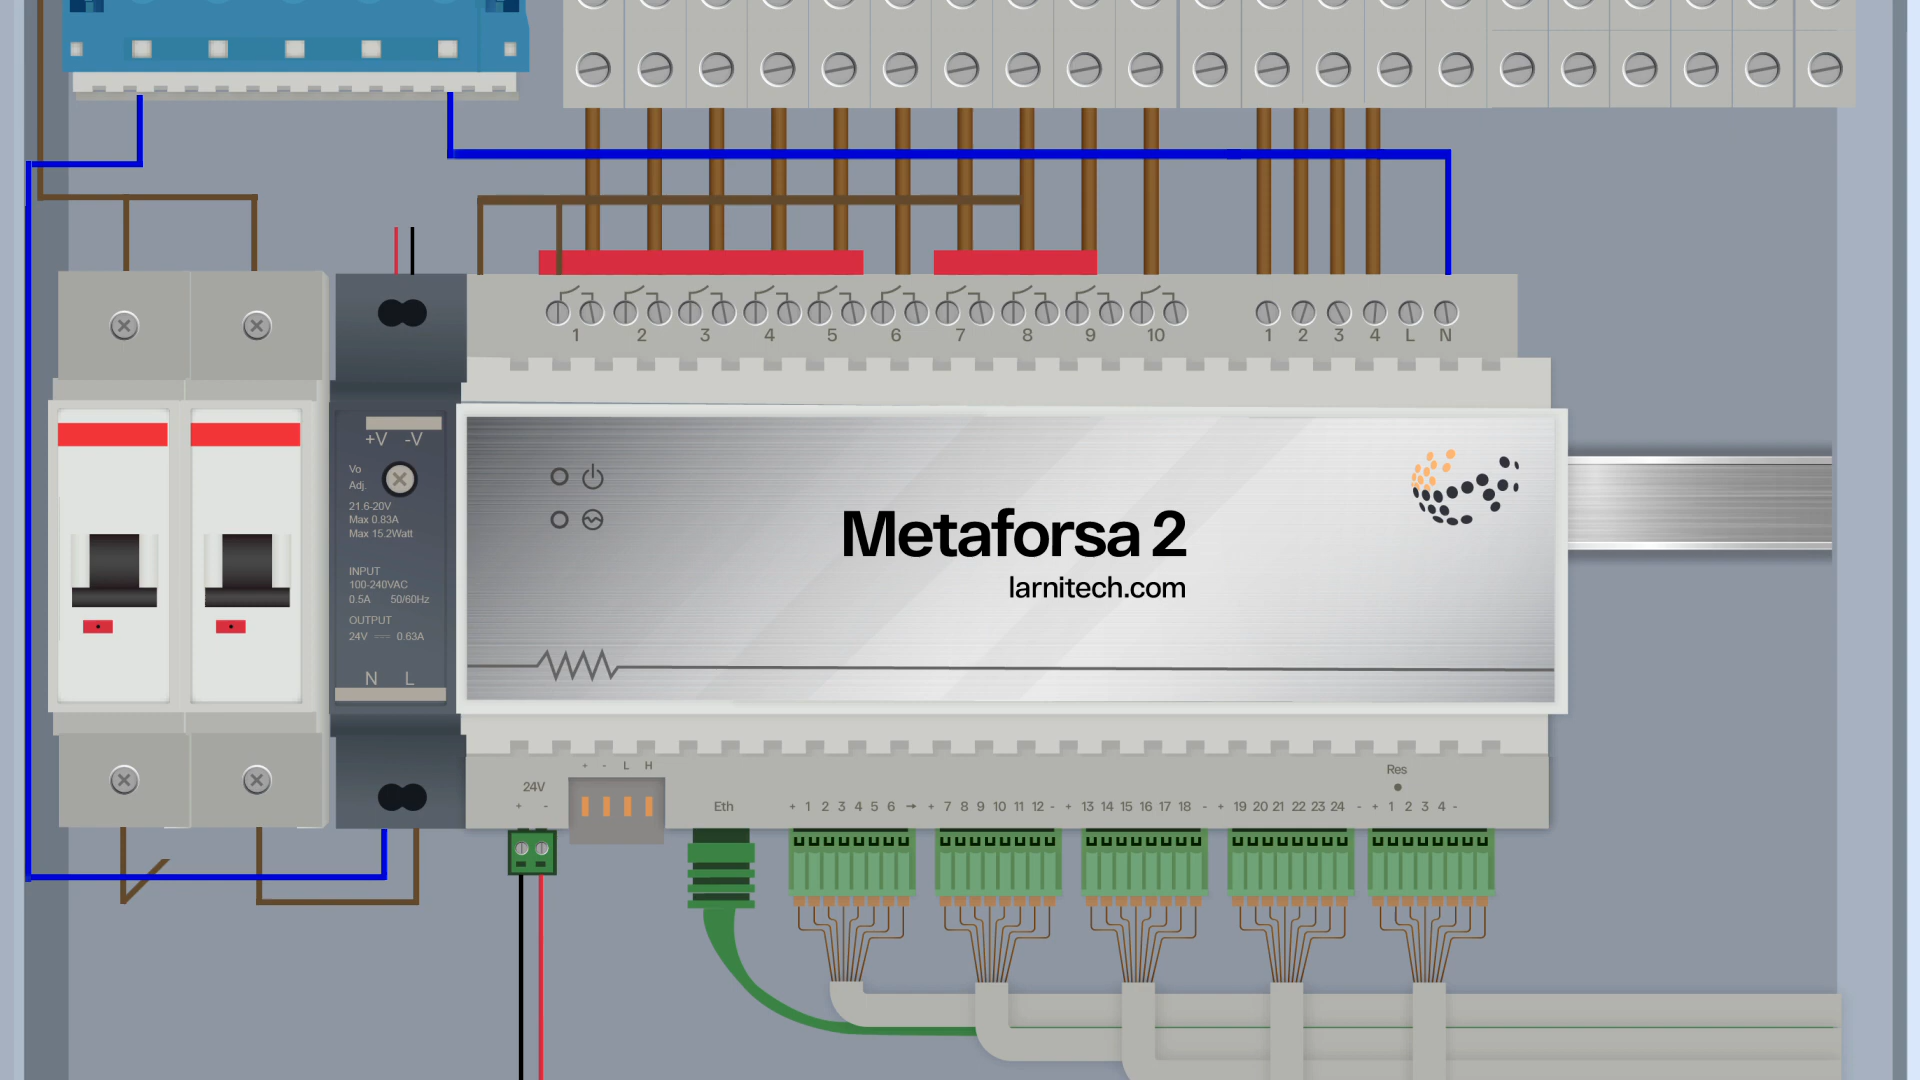 1 2 3 4 5 6 7 8 9 10 1 2 3 4 L N
+V -V
Vo
Adj.
21.6-20V
Max 0.83A
Max 15.2Watt
INPUT
100-240VAC
0.5A 50/60Hz
OUTPUT
24V 0.63A
N L
Metaforsa 2
larnitech.com
+ - L H
24V
+ -
Eth
Res
+ 1 2 3 4 5 6 → + 7 8 9 10 11 12 - + 13 14 15 16 17 18 - + 19 20 21 22 23 24 - + 1 2 3 4 -